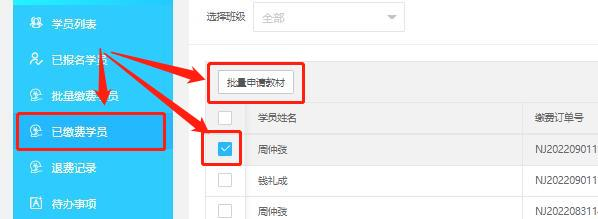 学员列表
已报名学员
批量缴费学员
已缴费学员
退费记录
待办事项
选择班级 全部
批量申请教材
学员姓名 缴费订单号
周仲弢 NJ202209011
钱礼成 NJ202209011
周仲弢 NJ202208311